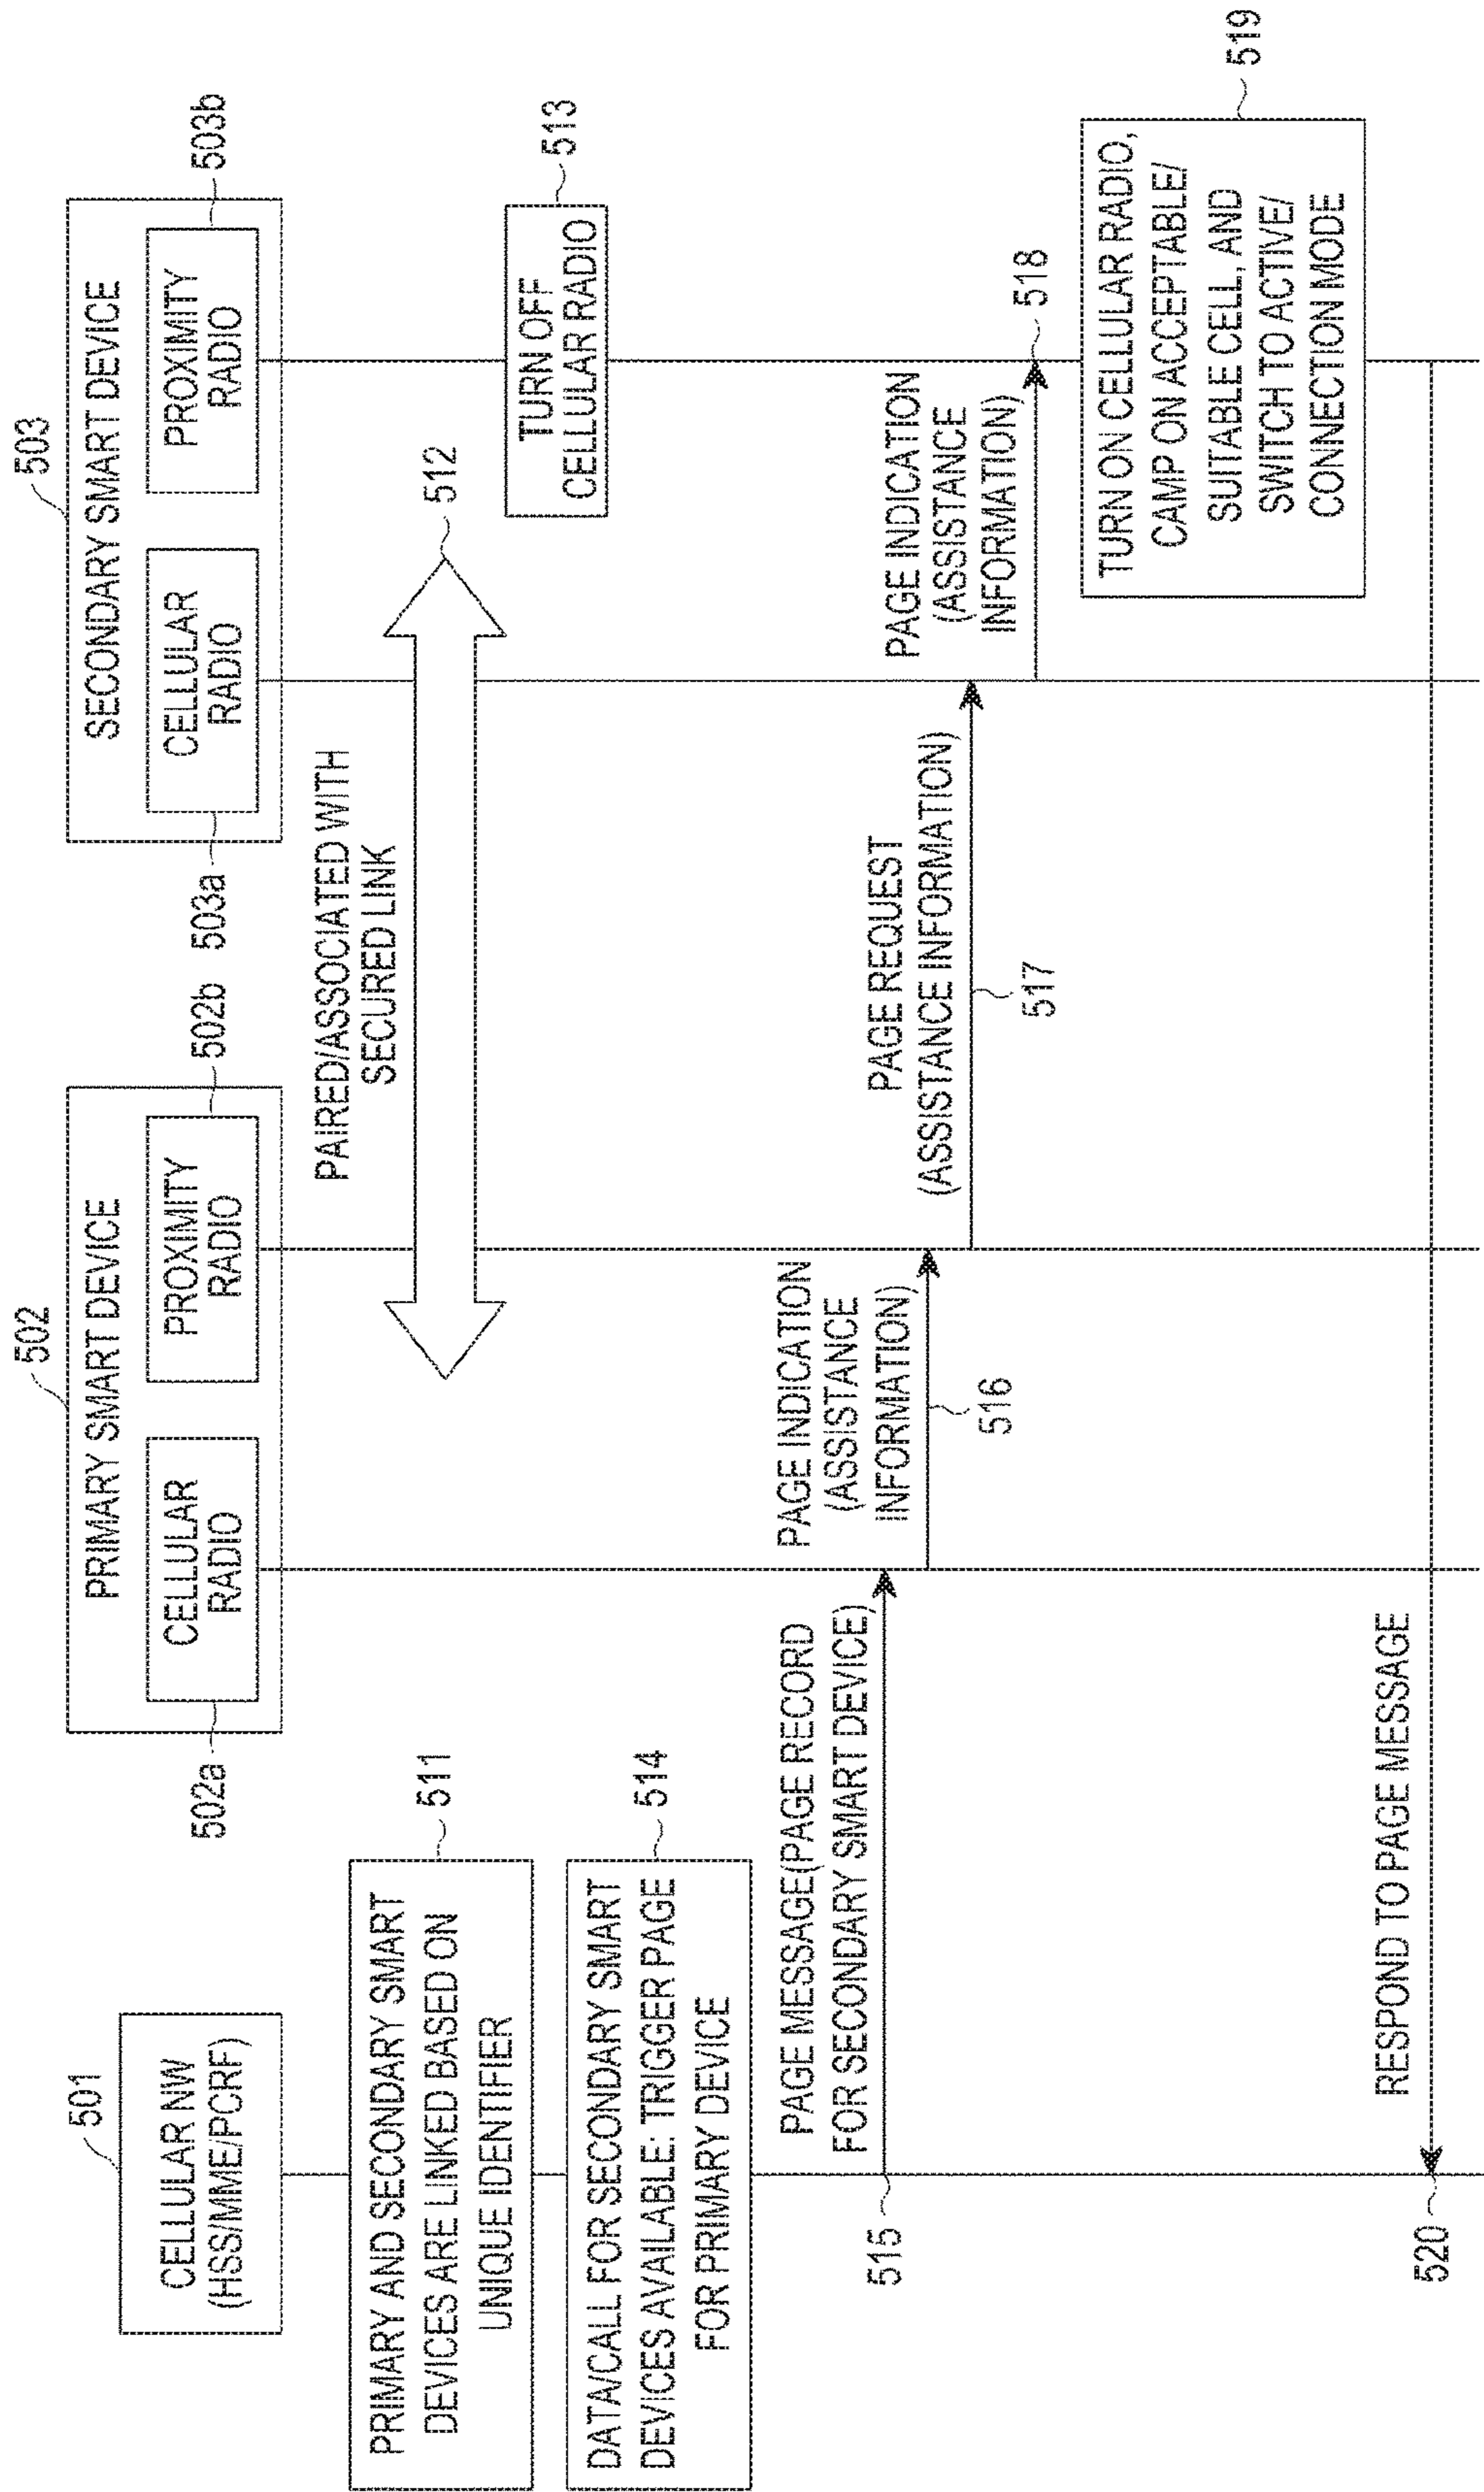 501
CELLULAR NW
(HSS/MME/PCRF)
502
PRIMARY SMART DEVICE
CELLULAR
RADIO
PROXIMITY
RADIO
502a
502b
503
SECONDARY SMART DEVICE
CELLULAR
RADIO
PROXIMITY
RADIO
503a
503b
PRIMARY AND SECONDARY SMART
DEVICES ARE LINKED BASED ON
UNIQUE IDENTIFIER
511
PAIRED/ASSOCIATED WITH
SECURED LINK
512
TURN OFF
CELLULAR RADIO
513
DATA/CALL FOR SECONDARY SMART
DEVICES AVAILABLE: TRIGGER PAGE
FOR PRIMARY DEVICE
514
PAGE MESSAGE(PAGE RECORD
FOR SECONDARY SMART DEVICE)
515
PAGE INDICATION
(ASSISTANCE
INFORMATION)
516
PAGE REQUEST
(ASSISTANCE INFORMATION)
517
PAGE INDICATION
(ASSISTANCE
INFORMATION)
518
TURN ON CELLULAR RADIO,
CAMP ON ACCEPTABLE/
SUITABLE CELL, AND
SWITCH TO ACTIVE/
CONNECTION MODE
519
RESPOND TO PAGE MESSAGE
520